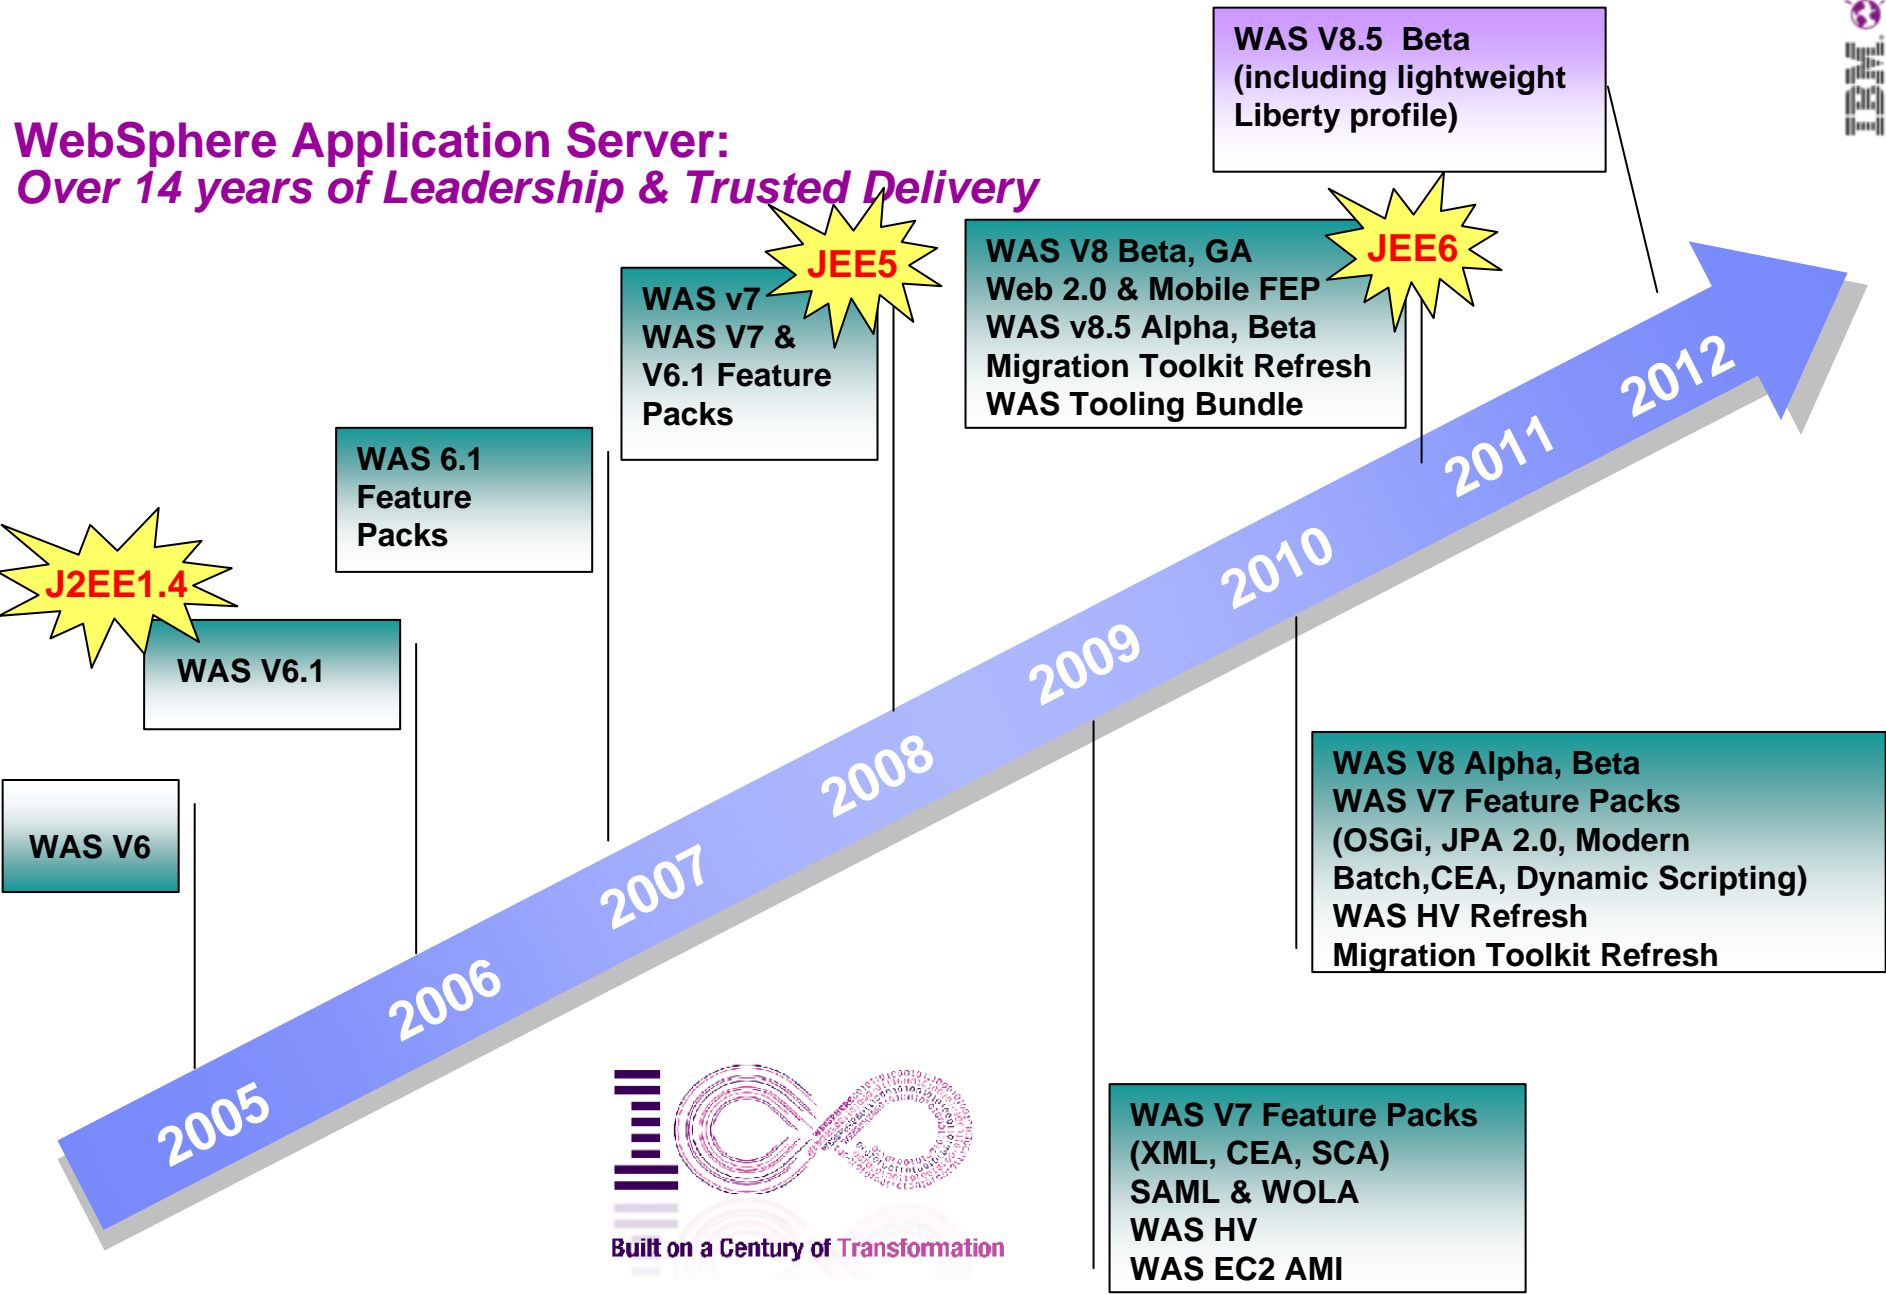 WebSphere Application Server:
Over 14 years of Leadership & Trusted Delivery
IBM.
WAS V8.5 Beta
(including lightweight
Liberty profile)
JEE6
WAS V8 Beta, GA
Web 2.0 & Mobile FEP
WAS v8.5 Alpha, Beta
Migration Toolkit Refresh
WAS Tooling Bundle
JEE5
WAS v7
WAS V7 &
V6.1 Feature
Packs
WAS 6.1
Feature
Packs
J2EE1.4
WAS V6.1
WAS V6
2005
2006
2007
2008
2009
2010
2011
2012
WAS V8 Alpha, Beta
WAS V7 Feature Packs
(OSGi, JPA 2.0, Modern
Batch,CEA, Dynamic Scripting)
WAS HV Refresh
Migration Toolkit Refresh
WAS V7 Feature Packs
(XML, CEA, SCA)
SAML & WOLA
WAS HV
WAS EC2 AMI
Built on a Century of Transformation